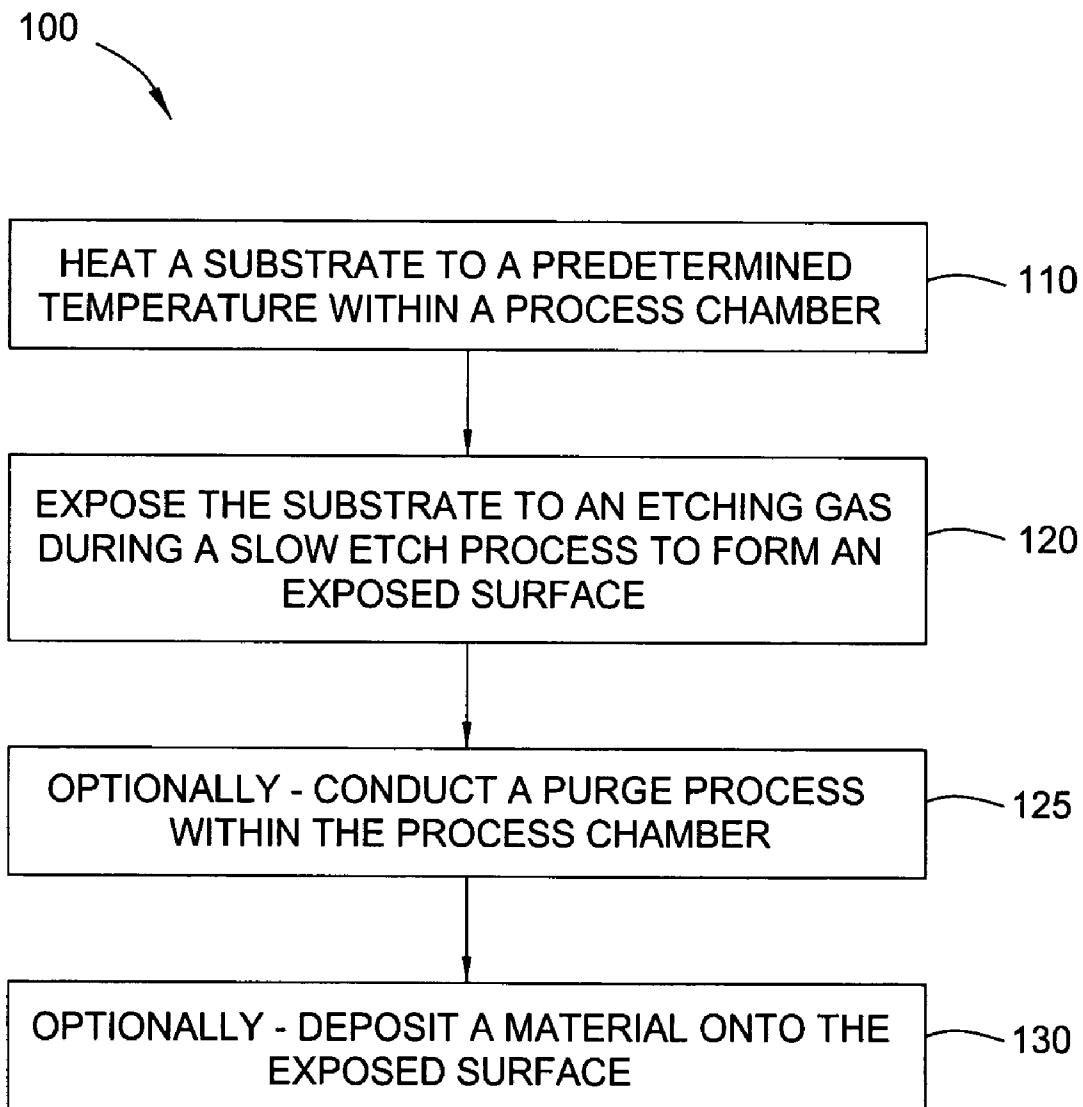 100
HEAT A SUBSTRATE TO A PREDETERMINED
TEMPERATURE WITHIN A PROCESS CHAMBER
110
EXPOSE THE SUBSTRATE TO AN ETCHING GAS
DURING A SLOW ETCH PROCESS TO FORM AN
EXPOSED SURFACE
120
OPTIONALLY - CONDUCT A PURGE PROCESS
WITHIN THE PROCESS CHAMBER
125
OPTIONALLY - DEPOSIT A MATERIAL ONTO THE
EXPOSED SURFACE
130